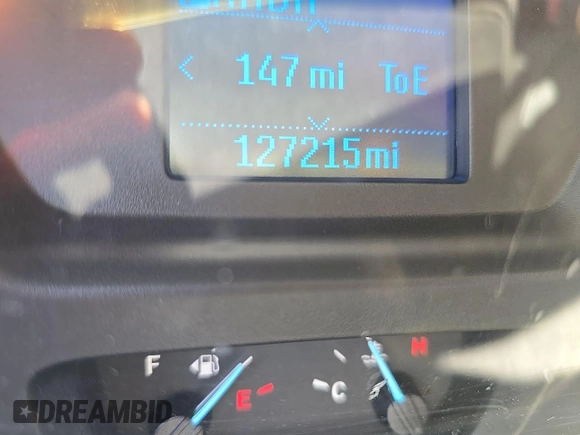 < 147 mi ToE
127215mi
F E C H
DREAMBID